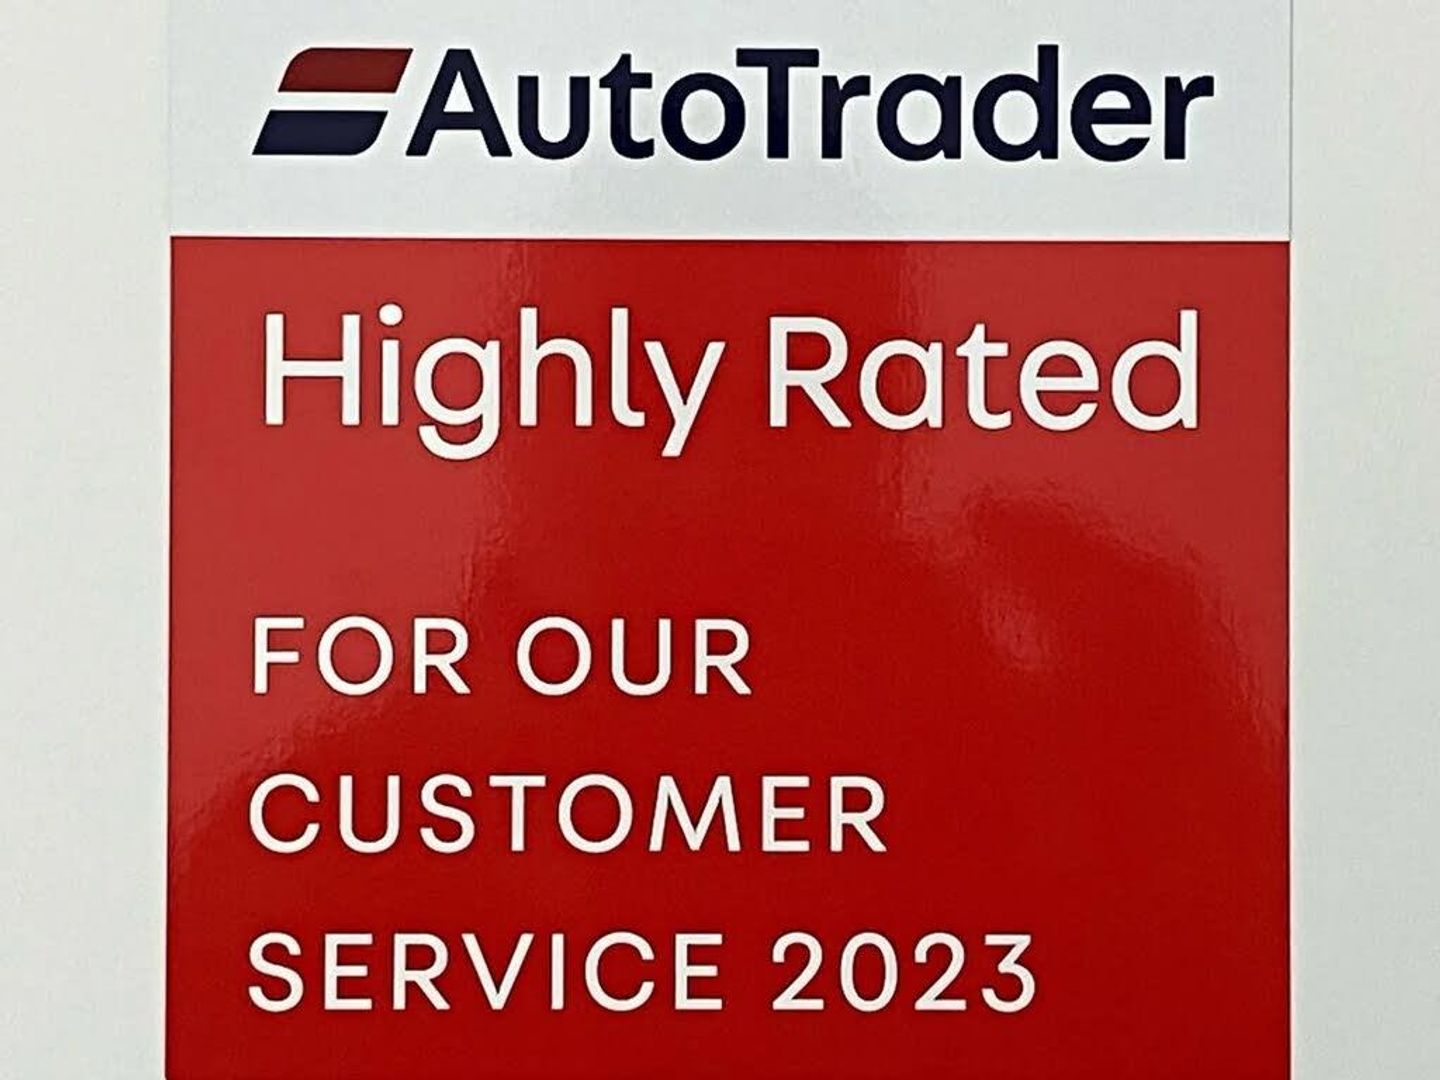 AutoTrader
Highly Rated
FOR OUR
CUSTOMER
SERVICE 2023